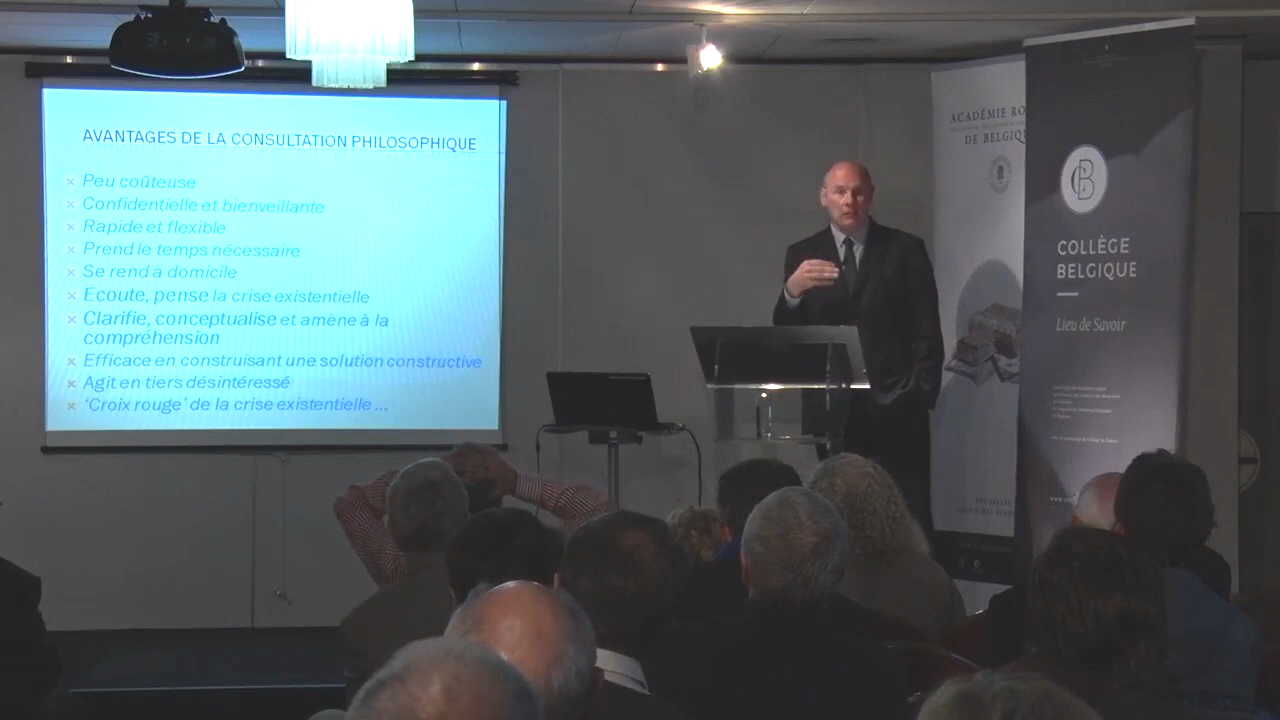 AVANTAGES DE LA CONSULTATION PHILOSOPHIQUE
Peu coûteuse
Confidentielle et bienveillante
Rapide et flexible
Prend le temps nécessaire
Se rend à domicile
Ecoute, pense la crise existentielle
Clarifie, conceptualise et amène à la
compréhension
Efficace en construisant une solution constructive
Agit en tiers désintéressé
‘Croix rouge’ de la crise existentielle ...
ACADÉMIE RO
DE BELGIQU
CB
COLLÈGE
BELGIQUE
Lieu de Savoir